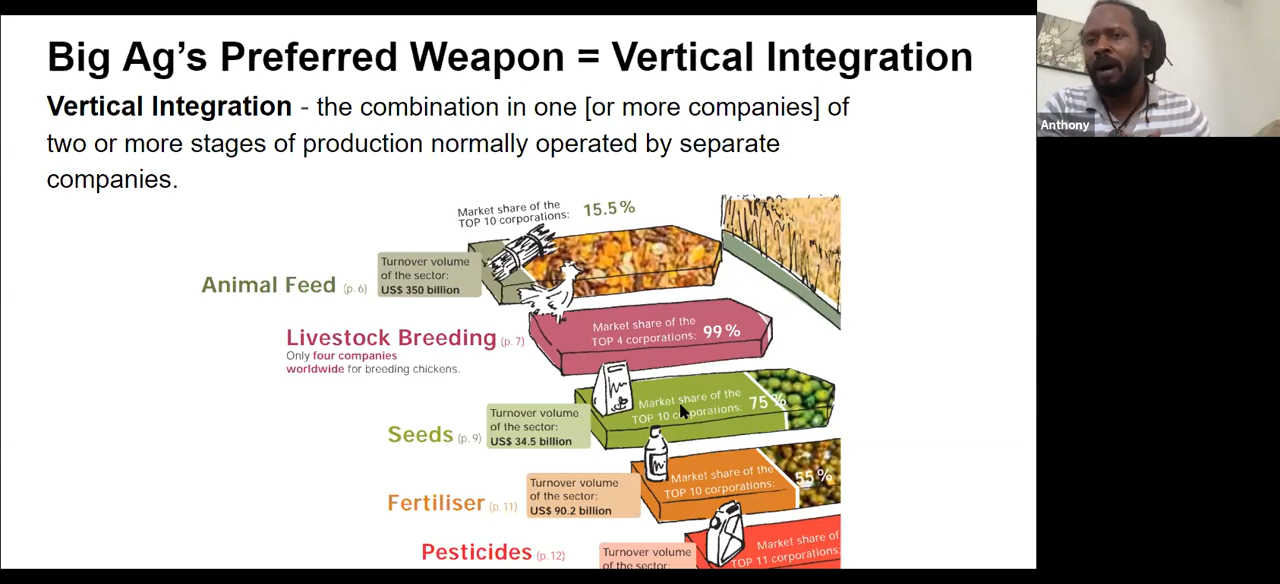 Big Ag’s Preferred Weapon = Vertical Integration
Vertical Integration - the combination in one [or more companies] of
two or more stages of production normally operated by separate
companies.
Anthony
Market share of the
TOP 10 corporations: 15.5%
Animal Feed (p. 6)
Turnover volume
of the sector:
US$ 350 billion
Livestock Breeding (p. 7)
Only four companies
worldwide for breeding chickens.
Market share of the
TOP 4 corporations: 99%
Seeds (p. 9)
Turnover volume
of the sector:
US$ 34.5 billion
Market share of the
TOP 10 corporations: 75%
Fertiliser (p. 11)
Turnover volume
of the sector:
US$ 90.2 billion
Market share of the
TOP 10 corporations: 55%
Pesticides (p. 12)
Turnover volume
of the sector:
Market share of
TOP 11 corporations: